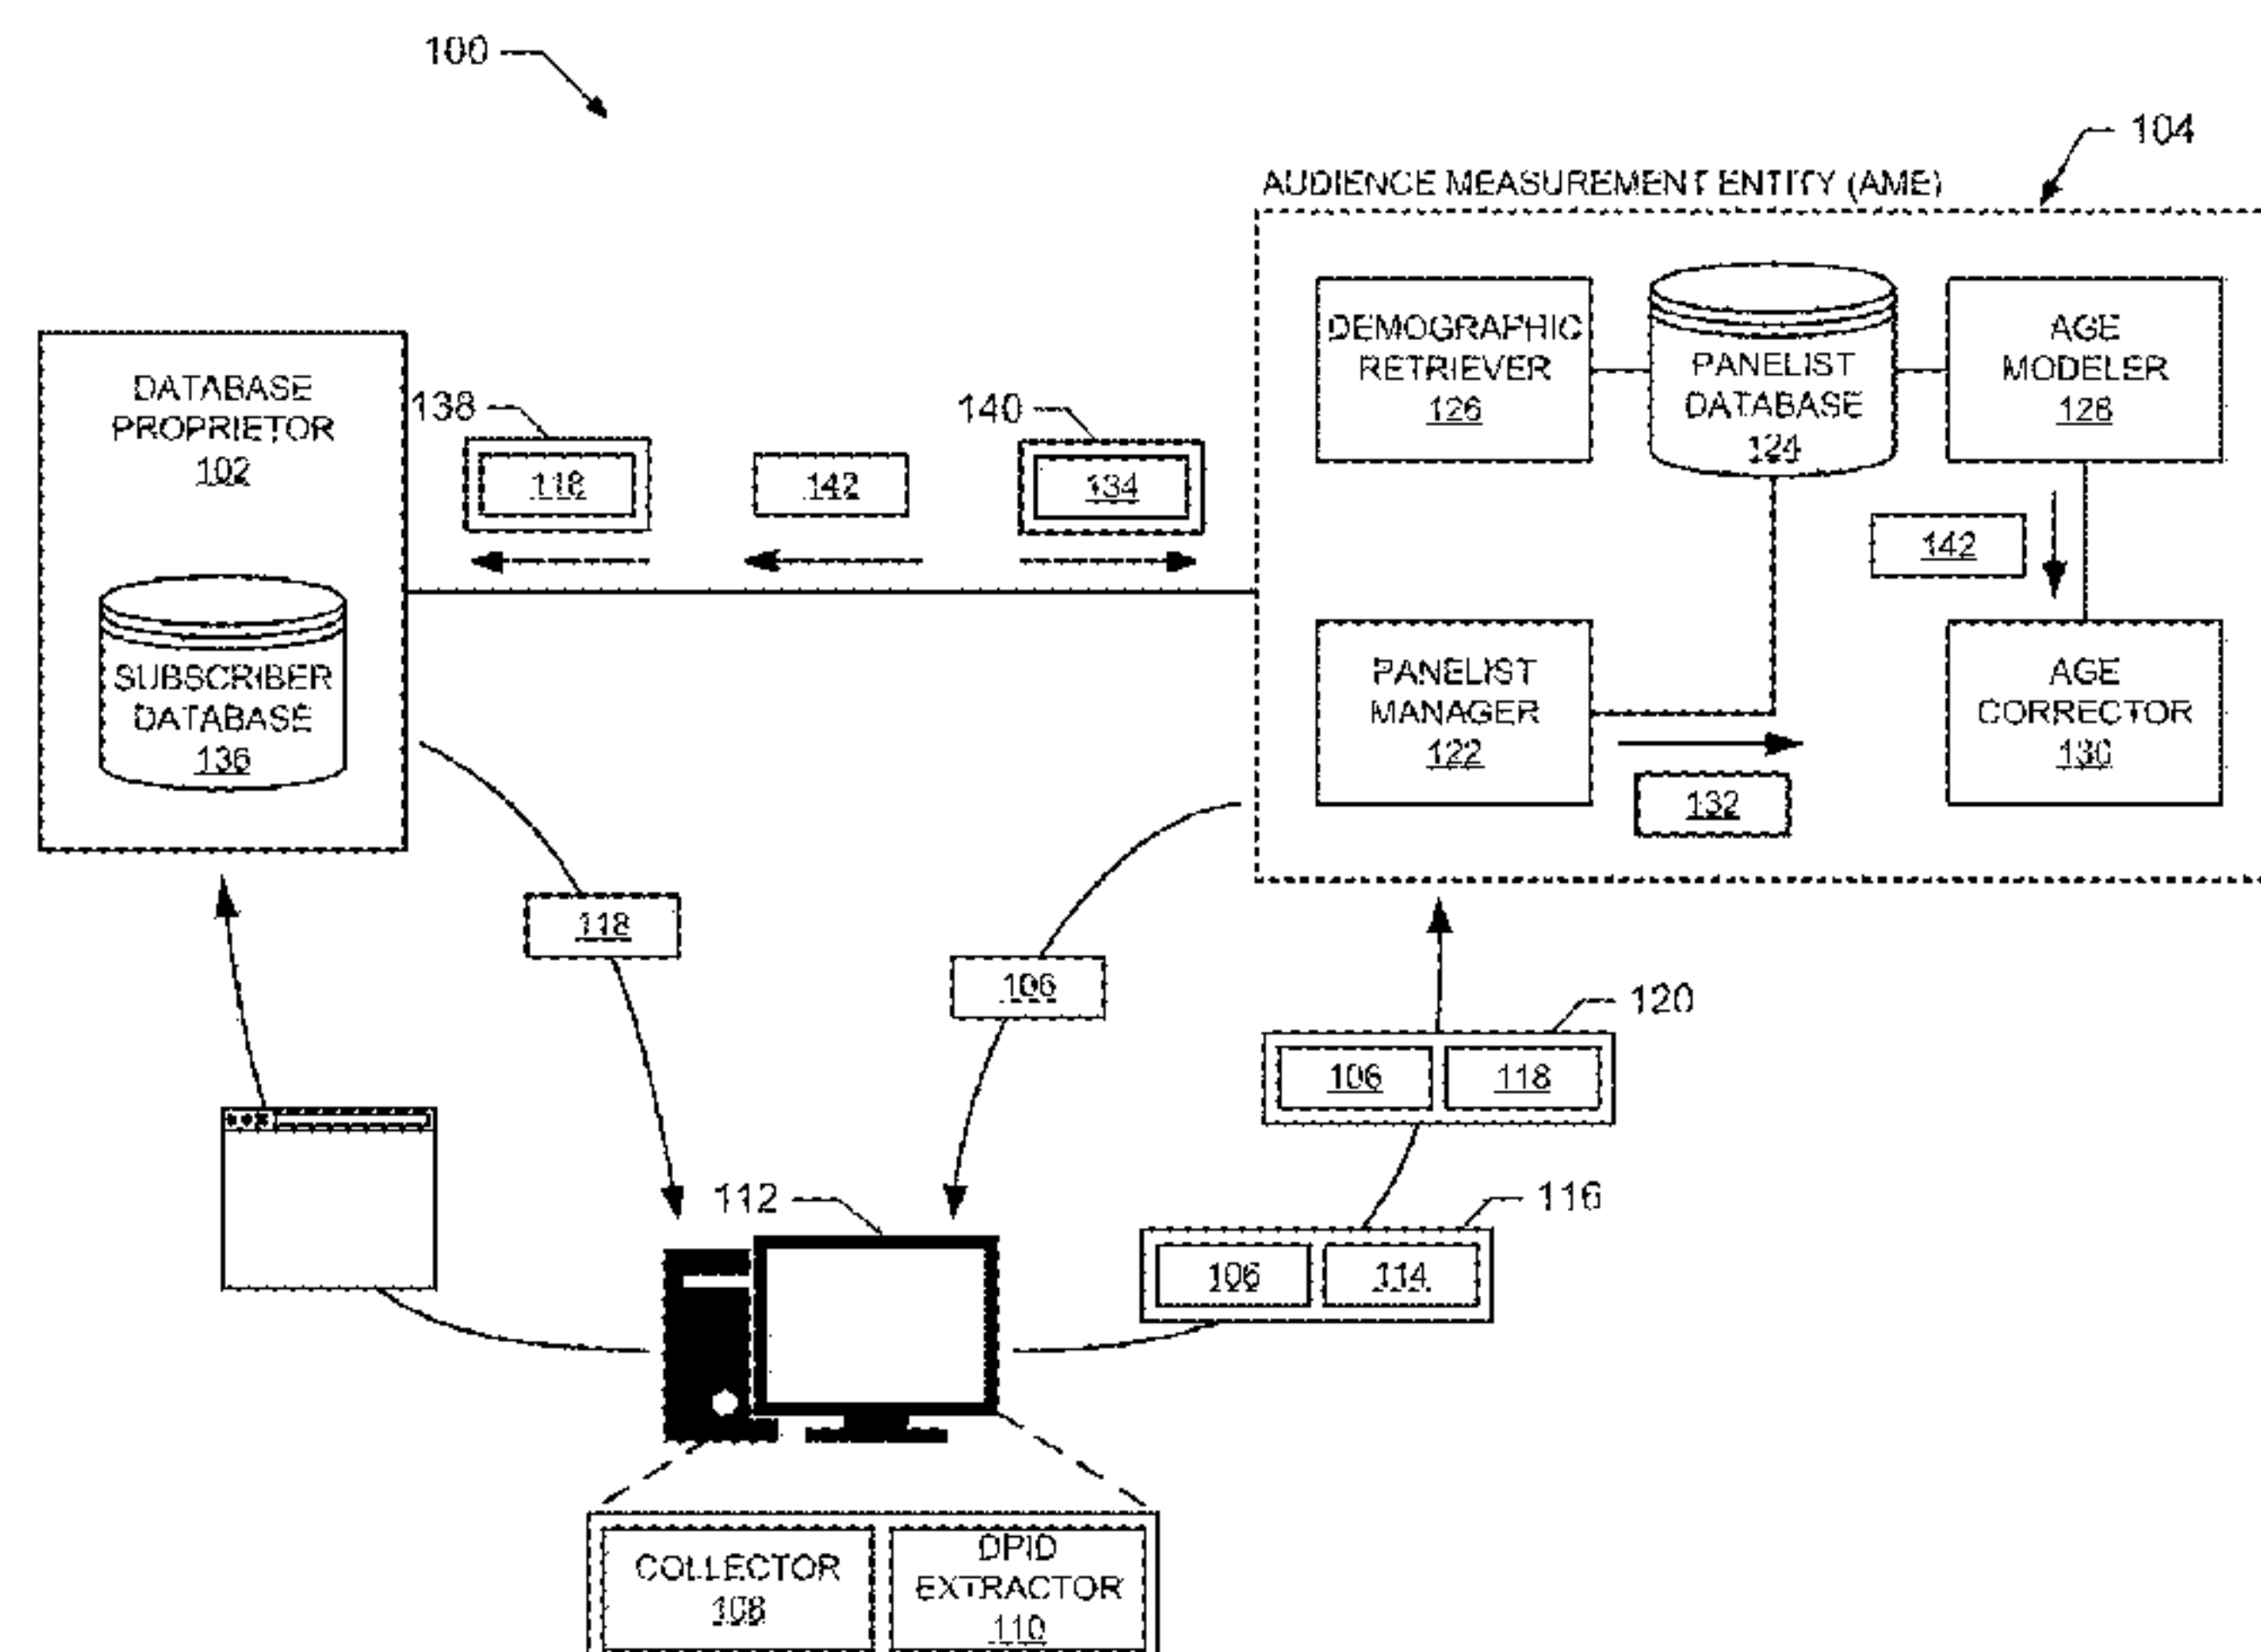 100
104
AUDIENCE MEASUREMENT ENTITY (AME)
DATABASE
PROPRIETOR
102
SUBSCRIBER
DATABASE
136
138
118
142
140
134
DEMOGRAPHIC
RETRIEVER
126
PANELIST
DATABASE
124
AGE
MODELER
128
142
PANELIST
MANAGER
122
132
AGE
CORRECTOR
130
118
106
120
106
118
116
106
114
112
COLLECTOR
108
DPID
EXTRACTOR
110